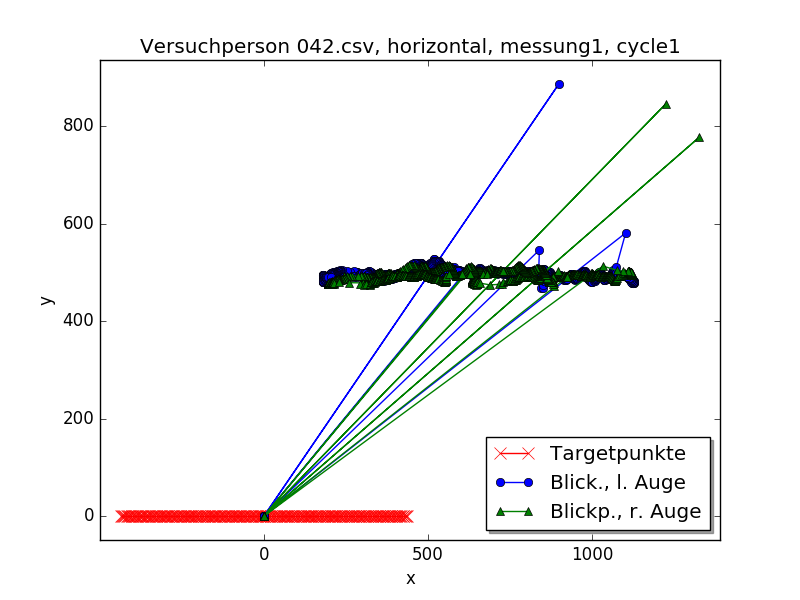 Versuchperson 042.csv, horizontal, messung1, cycle1
800
600
400
200
0
y
0 500 1000
x
Targetpunkte
Blick., l. Auge
Blickp., r. Auge